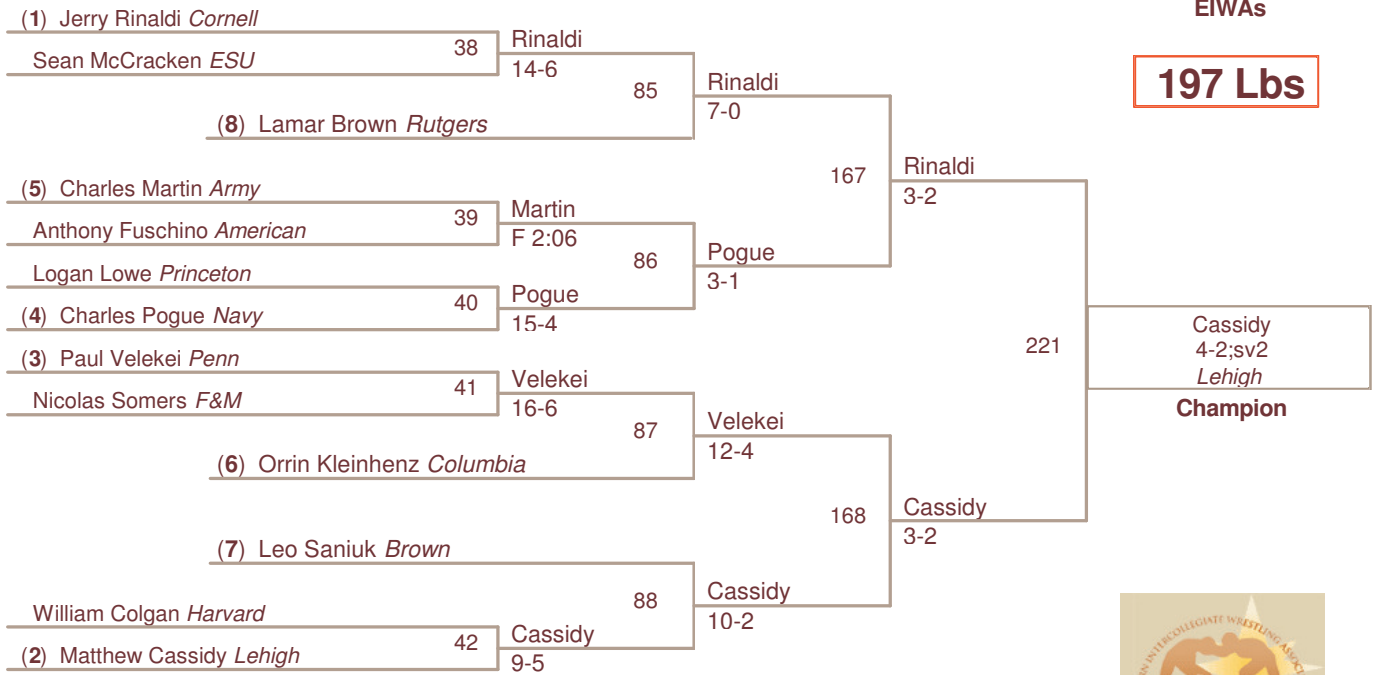 EIWAs
197 Lbs
(1) Jerry Rinaldi Cornell
38
Rinaldi
Sean McCracken ESU
14-6
85
Rinaldi
7-0
(8) Lamar Brown Rutgers
167
Rinaldi
3-2
(5) Charles Martin Army
39
Martin
Anthony Fuschino American
F 2:06
86
Pogue
3-1
Logan Lowe Princeton
40
Pogue
(4) Charles Pogue Navy
15-4
221
Cassidy
4-2;sv2
Lehigh
Champion
(3) Paul Velekei Penn
41
Velekei
Nicolas Somers F&M
16-6
87
Velekei
12-4
(6) Orrin Kleinhenz Columbia
168
Cassidy
3-2
(7) Leo Saniuk Brown
88
Cassidy
10-2
William Colgan Harvard
42
Cassidy
(2) Matthew Cassidy Lehigh
9-5
INTERCOLLEGIATE WRESTLING